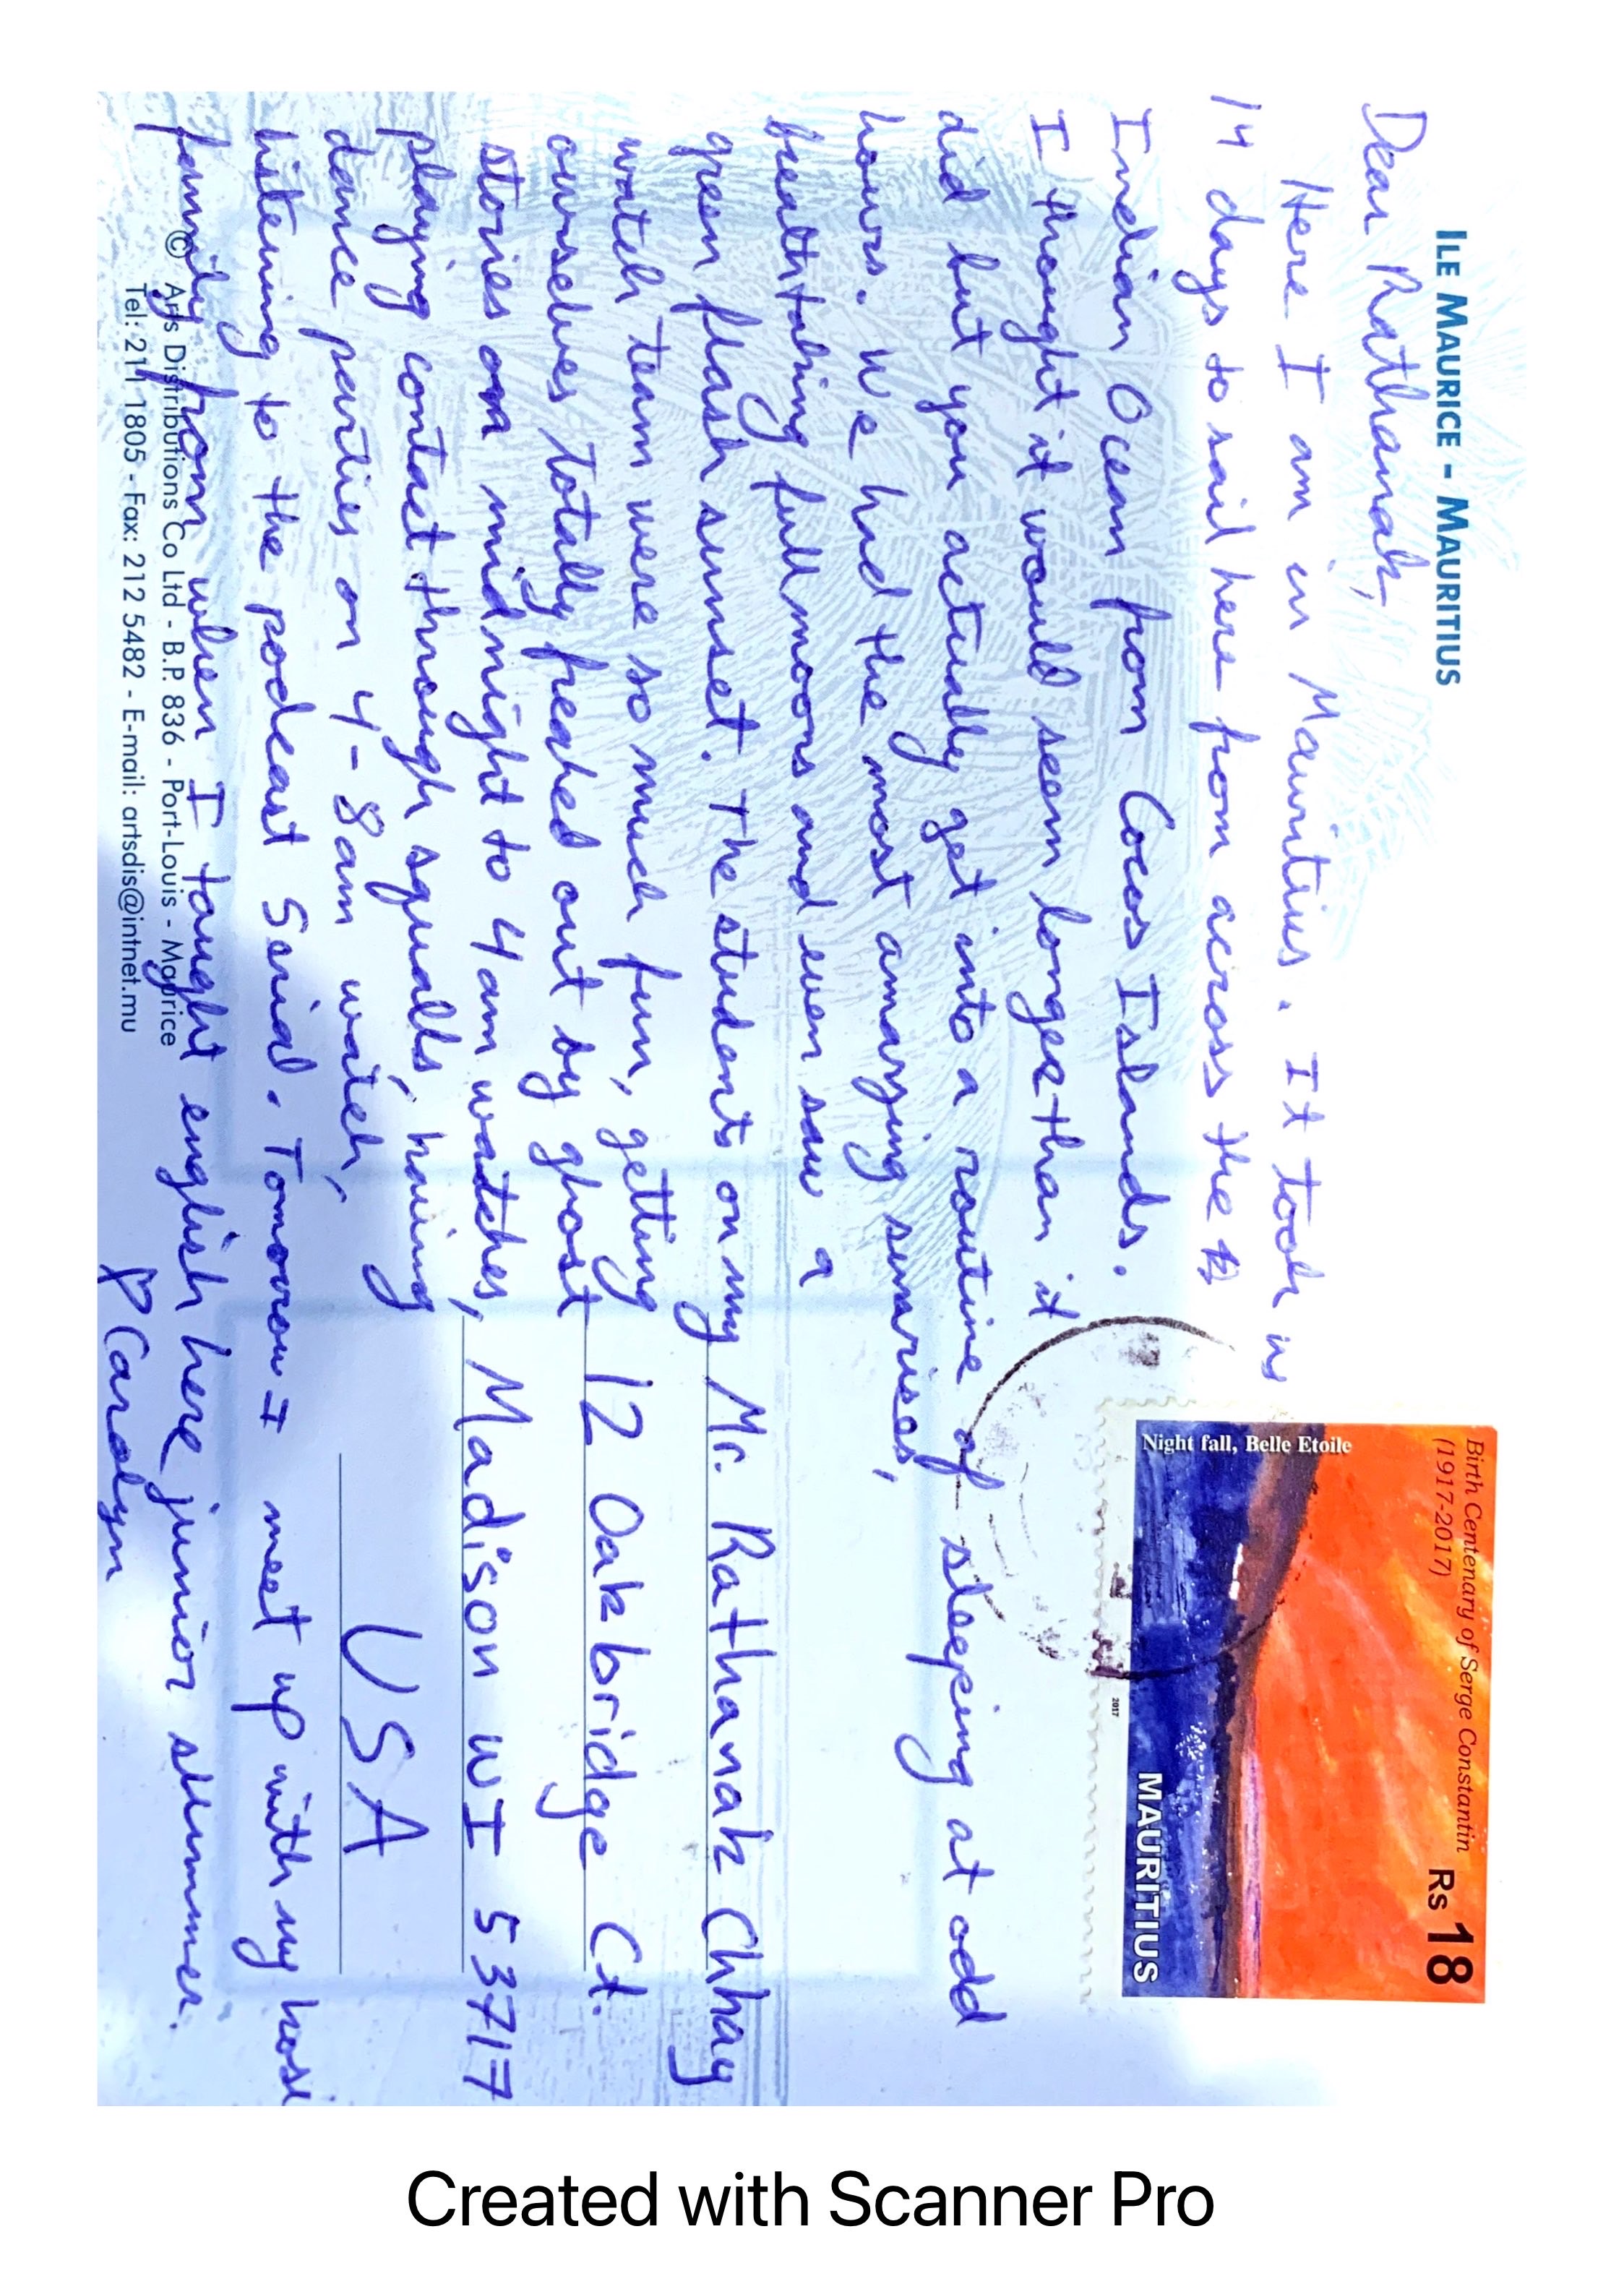 ILE MAURICE - MAURITIUS
Dear Rathanak,
Here I am in Mauritius. It took us
14 days to sail here from across the
Indian Ocean from Cocos Islands.
I thought it would seem longer than it
did but you actually get into a routine of sleeping at odd
hours. We had the most amazing sunrises,
breathtaking full moons and even saw a
green flash sunset. The students on my
watch team were so much fun, getting
ourselves totally freaked out by ghost
stories on midnight to 4am watches,
playing contact through squalls, having
dance parties on 4-8am watch,
listening to the podcast Serial. Tomorow I meet up with my host
family from when I taught english here junior summer.
♡ Carolyn
Birth Centenary of Serge Constantin
(1917-2017)
Rs 18
Night fall, Belle Etoile
MAURITIUS
2017
Mr. Rathanak Chhay
12 Oakbridge Ct.
Madison WI 53717
USA
© Arts Distributions Co Ltd - B.P. 836 - Port-Louis - Maurice
Tel: 211 1805 - Fax: 212 5482 - E-mail: artsdis@intnet.mu
Created with Scanner Pro